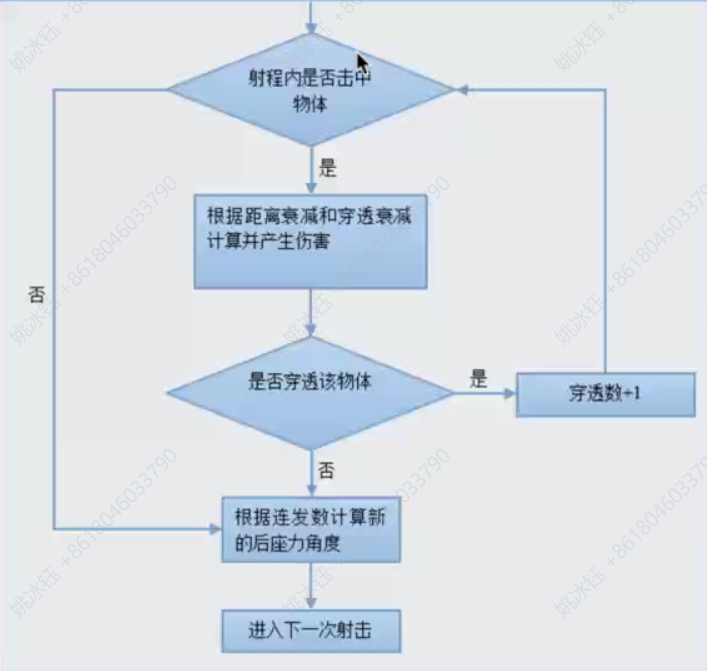 射程内是否击中
物体
是
根据距离衰减和穿透衰减
计算并产生伤害
否
是否穿透该物体
是
穿透数+1
否
根据连发数计算新
的后座力角度
进入下一次射击
姚冰钰 +8618046033790
姚冰钰 +8618046033790
姚冰钰 +8618046033790
姚冰钰 +8618046033790
姚冰钰 +8618046033790
姚冰钰 +8618046033790